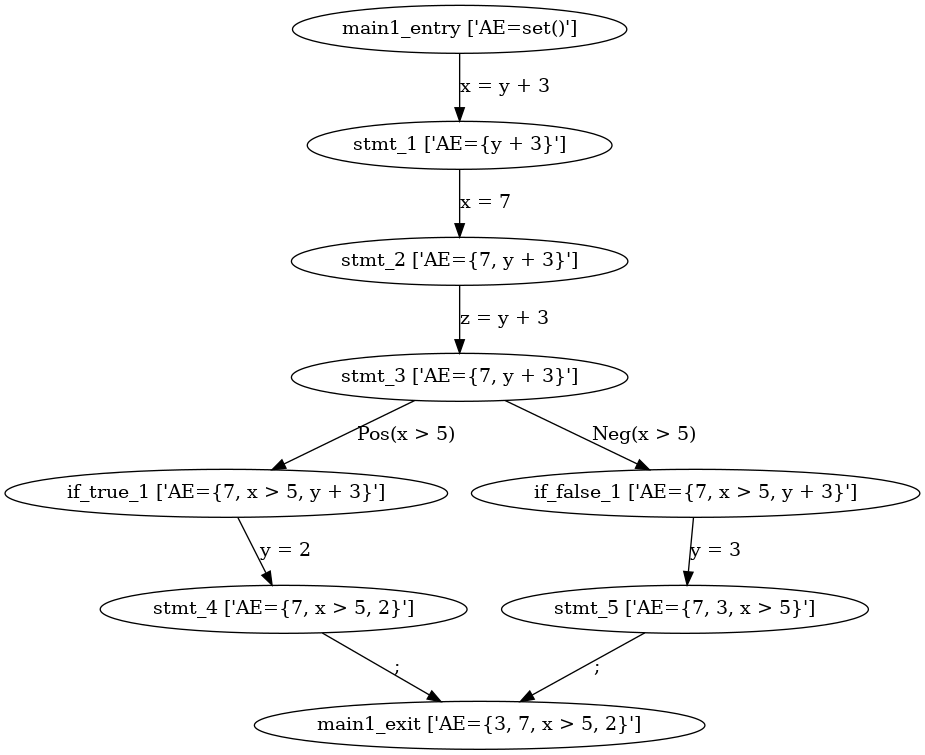 main1_entry ['AE=set()']
x = y + 3
stmt_1 ['AE={y + 3}']
x = 7
stmt_2 ['AE={7, y + 3}']
z = y + 3
stmt_3 ['AE={7, y + 3}']
Pos(x > 5)
Neg(x > 5)
if_true_1 ['AE={7, x > 5, y + 3}']
if_false_1 ['AE={7, x > 5, y + 3}']
y = 2
y = 3
stmt_4 ['AE={7, x > 5, 2}']
stmt_5 ['AE={7, 3, x > 5}']
;
;
main1_exit ['AE={3, 7, x > 5, 2}']